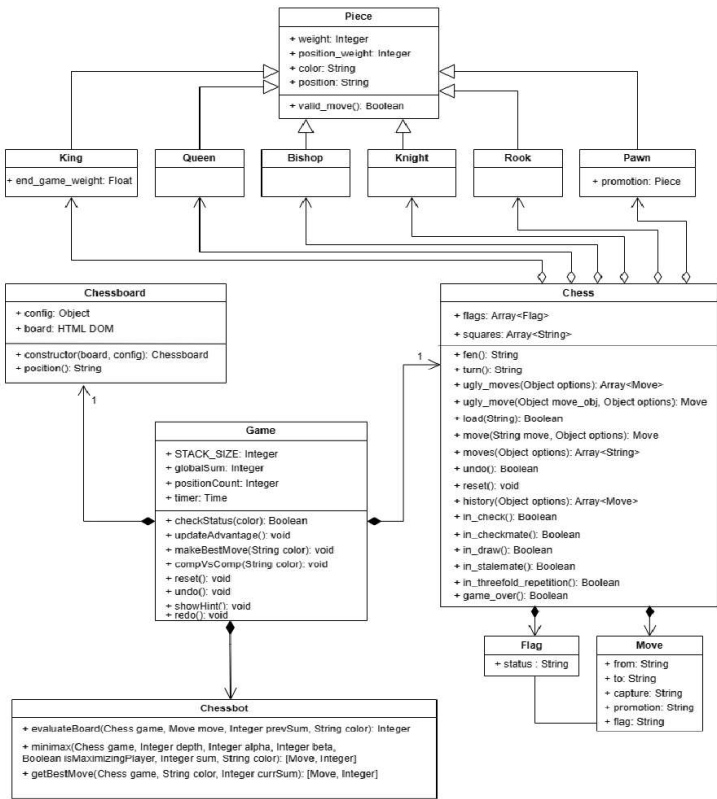 Piece
+ weight: Integer
+ position_weight: Integer
+ color: String
+ position: String
+ valid_move(): Boolean
King
+ end_game_weight: Float
Queen
Bishop
Knight
Rook
Pawn
+ promotion: Piece
Chessboard
+ config: Object
+ board: HTML DOM
+ constructor(board, config): Chessboard
+ position(): String
1
Chess
+ flags: Array<Flag>
+ squares: Array<String>
+ fen(): String
+ turn(): String
+ ugly_moves(Object options): Array<Move>
+ ugly_move(Object move_obj, Object options): Move
+ load(String): Boolean
+ move(String move, Object options): Move
+ moves(Object options): Array<String>
+ undo(): Boolean
+ reset(): void
+ history(Object options): Array<Move>
+ in_check(): Boolean
+ in_checkmate(): Boolean
+ in_draw(): Boolean
+ in_stalemate(): Boolean
+ in_threefold_repetition(): Boolean
+ game_over(): Boolean
1
Game
+ STACK_SIZE: Integer
+ globalSum: Integer
+ positionCount: Integer
+ timer: Time
+ checkStatus(color): Boolean
+ updateAdvantage(): void
+ makeBestMove(String color): void
+ compVsComp(String color): void
+ reset(): void
+ undo(): void
+ showHint(): void
+ redo(): void
Flag
+ status : String
Move
+ from: String
+ to: String
+ capture: String
+ promotion: String
+ flag: String
Chessbot
+ evaluateBoard(Chess game, Move move, Integer prevSum, String color): Integer
+ minimax(Chess game, Integer depth, Integer alpha, Integer beta,
Boolean isMaximizingPlayer, Integer sum, String color): [Move, Integer]
+ getBestMove(Chess game, String color, Integer currSum): [Move, Integer]